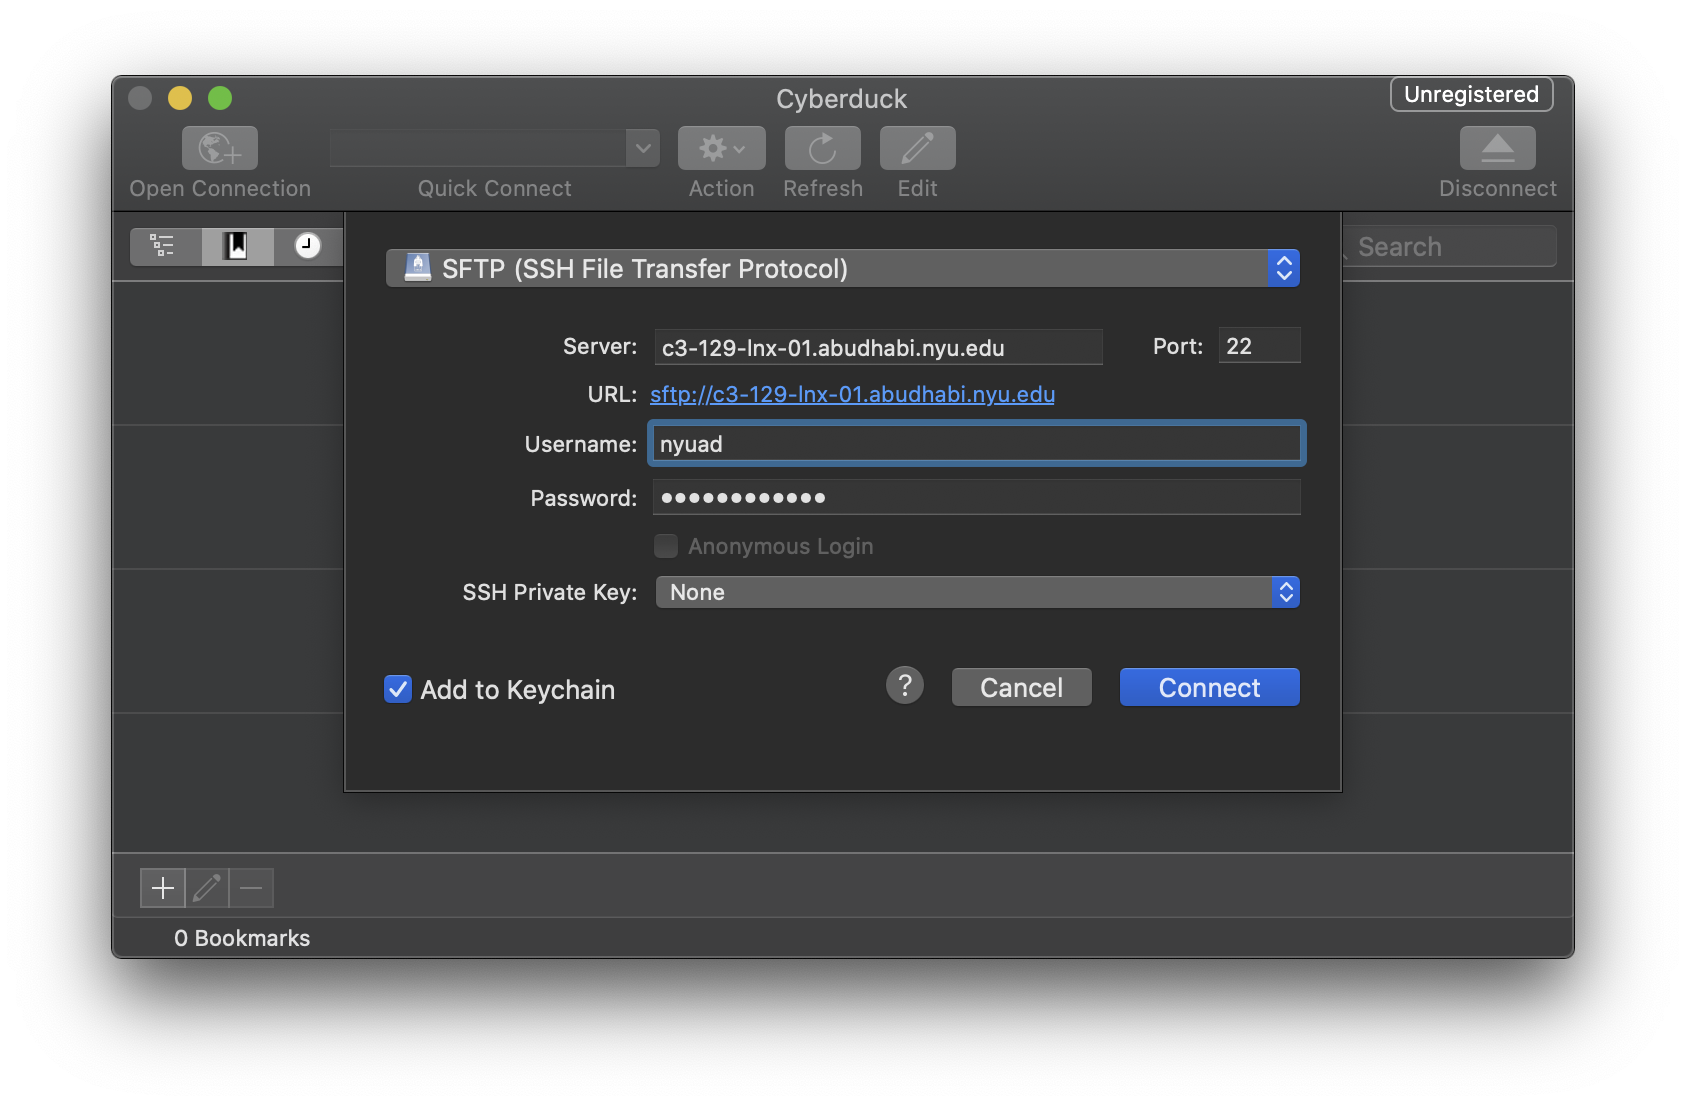 Cyberduck
Unregistered
Open Connection
Quick Connect
Action
Refresh
Edit
Disconnect
Search
SFTP (SSH File Transfer Protocol)
Server: c3-129-lnx-01.abudhabi.nyu.edu Port: 22
URL: sftp://c3-129-lnx-01.abudhabi.nyu.edu
Username: nyuad
Password: ••••••••••••
Anonymous Login
SSH Private Key: None
Add to Keychain ? Cancel Connect
0 Bookmarks